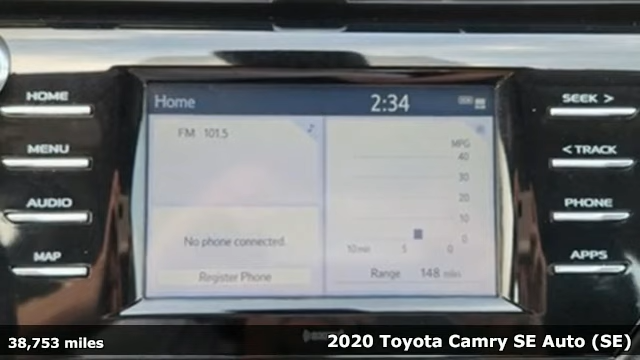 HOME
MENU
AUDIO
MAP
Home 2:34
FM 101.5
No phone connected.
Register Phone
MPG
40
30
20
10
0
10min 5 0
Range 148 miles
SEEK >
< TRACK
PHONE
APPS
38,753 miles
2020 Toyota Camry SE Auto (SE)